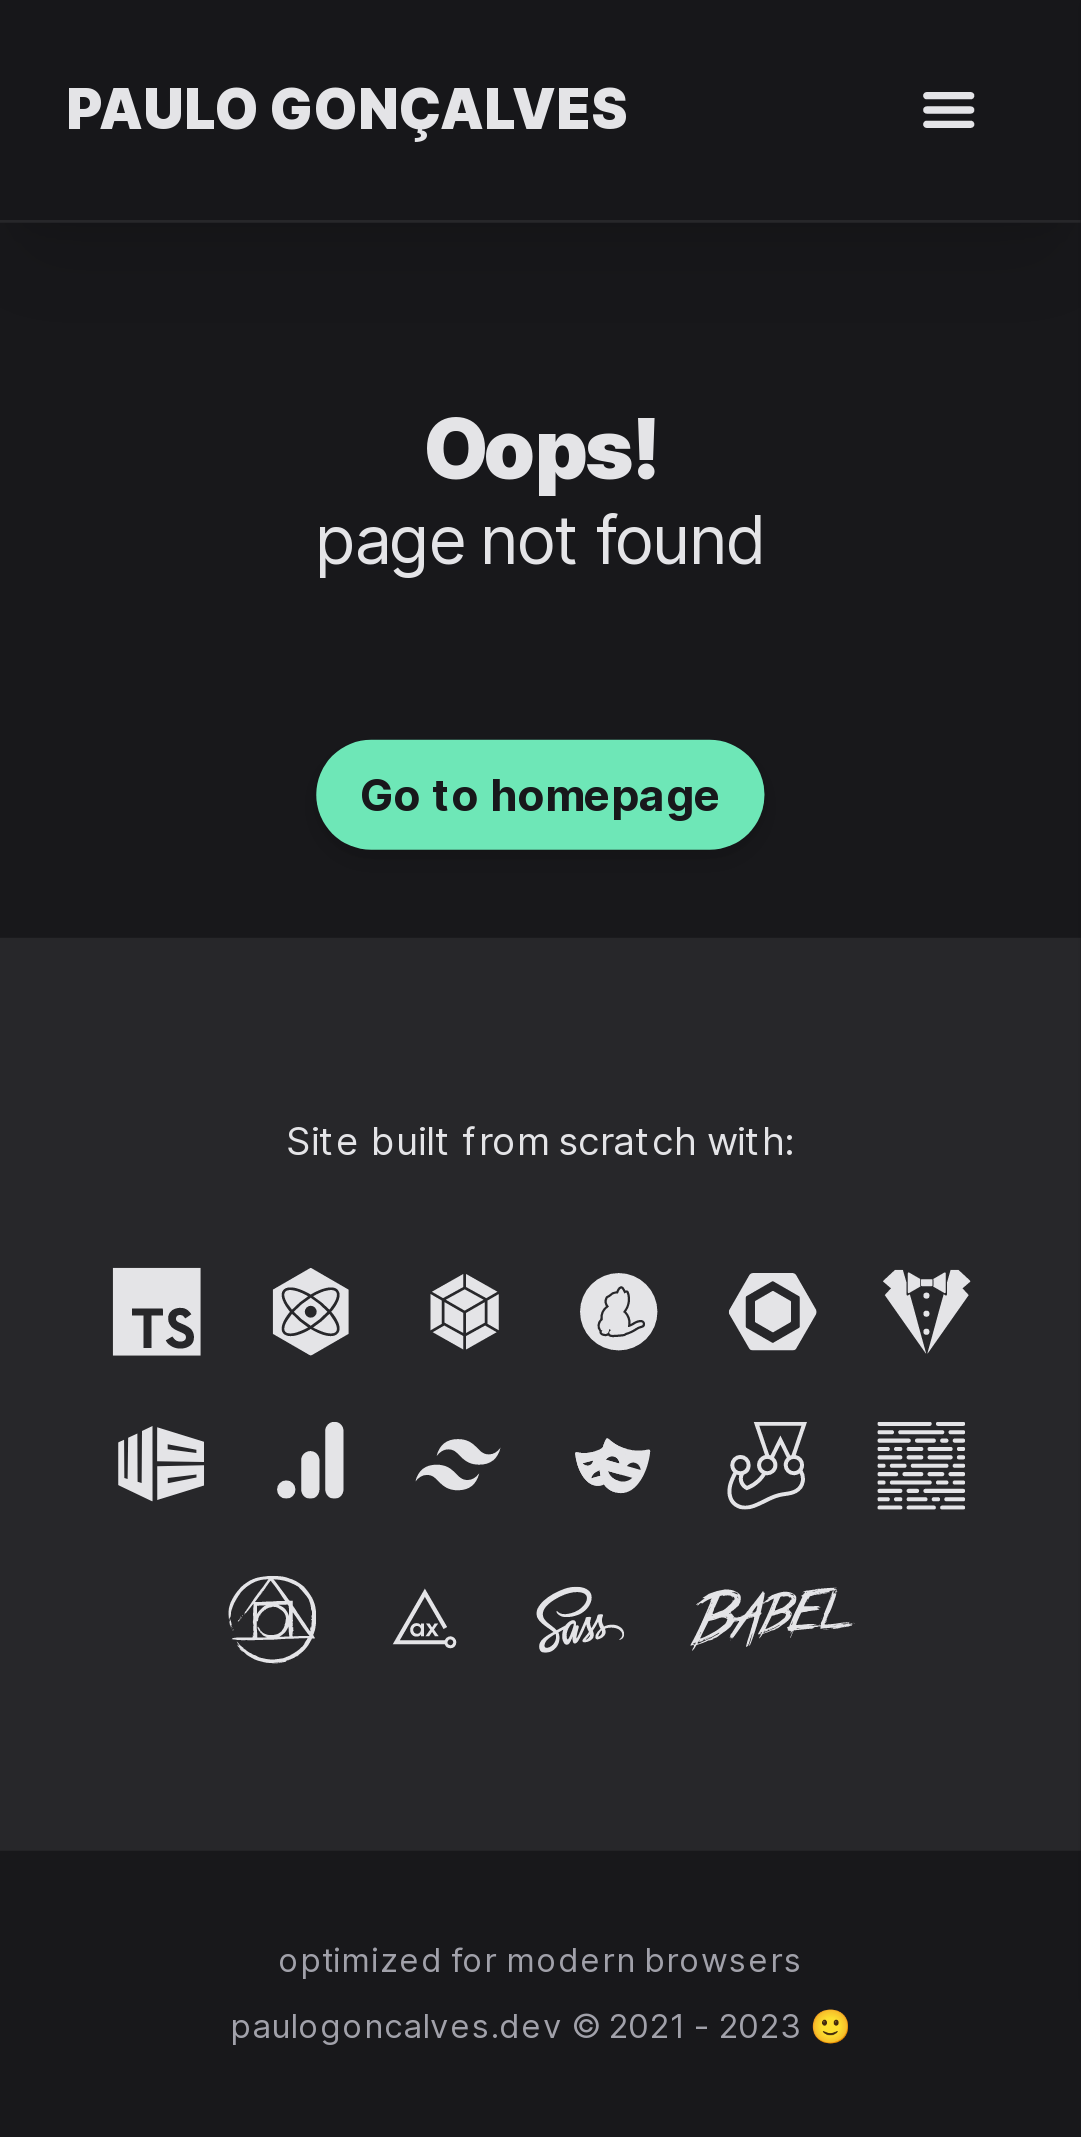 PAULO GONÇALVES
Oops!
page not found
Go to homepage
Site built from scratch with:
TS
ax
Sass
BABEL
optimized for modern browsers
paulogoncalves.dev © 2021 - 2023 🙂